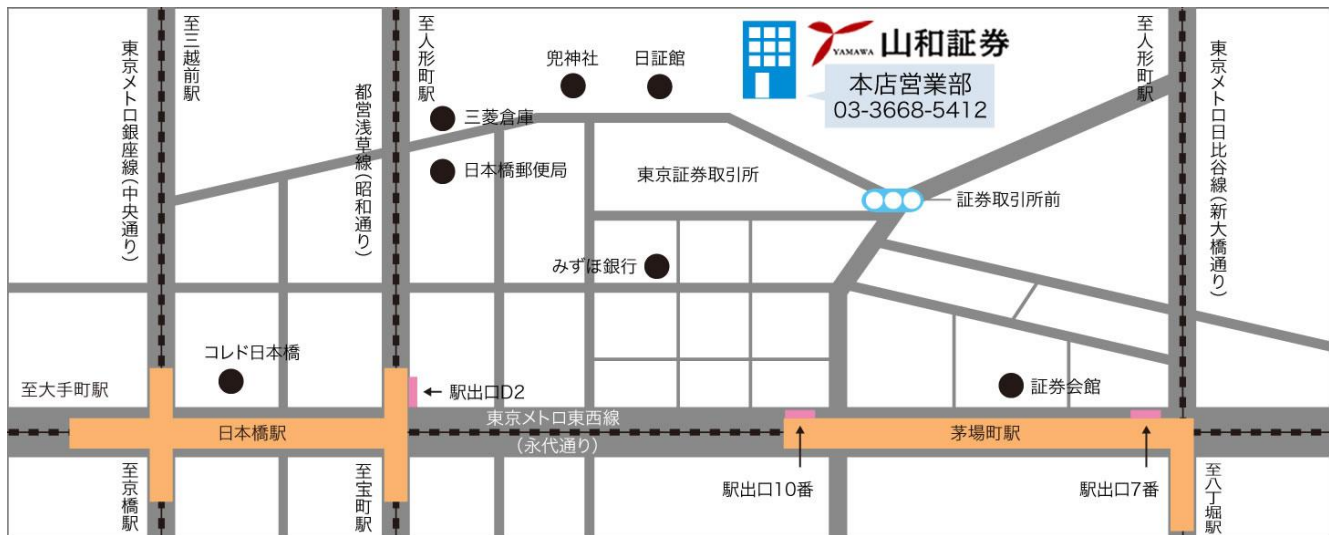 東京メトロ銀座線(中央通り)
至三越前駅
都営浅草線(昭和通り)
至人形町駅
兜神社
日証館
YAMAWA 山和証券
本店営業部
03-3668-5412
至人形町駅
東京メトロ日比谷線(新大橋通り)
三菱倉庫
日本橋郵便局
東京証券取引所
証券取引所前
みずほ銀行
コレド日本橋
至大手町駅
駅出口D2
証券会館
東京メトロ東西線
(永代通り)
日本橋駅
茅場町駅
至京橋駅
至宝町駅
駅出口10番
駅出口7番
至八丁堀駅